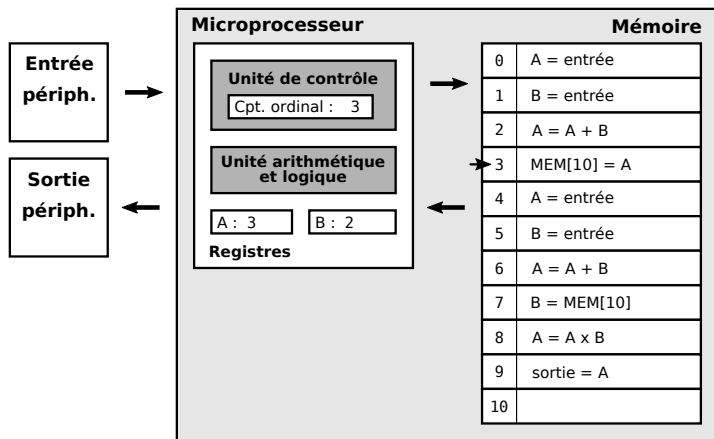 Microprocesseur
Mémoire
Entrée
périph.
Sortie
périph.
Unité de contrôle
Cpt. ordinal : 3
Unité arithmétique
et logique
A : 3
B : 2
Registres
0 A = entrée
1 B = entrée
2 A = A + B
3 MEM[10] = A
4 A = entrée
5 B = entrée
6 A = A + B
7 B = MEM[10]
8 A = A x B
9 sortie = A
10